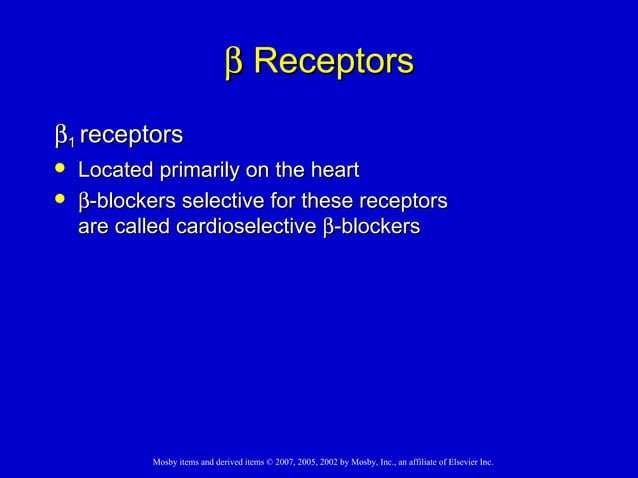 β Receptors
β1 receptors
• Located primarily on the heart
• β-blockers selective for these receptors
are called cardioselective β-blockers
Mosby items and derived items © 2007, 2005, 2002 by Mosby, Inc., an affiliate of Elsevier Inc.